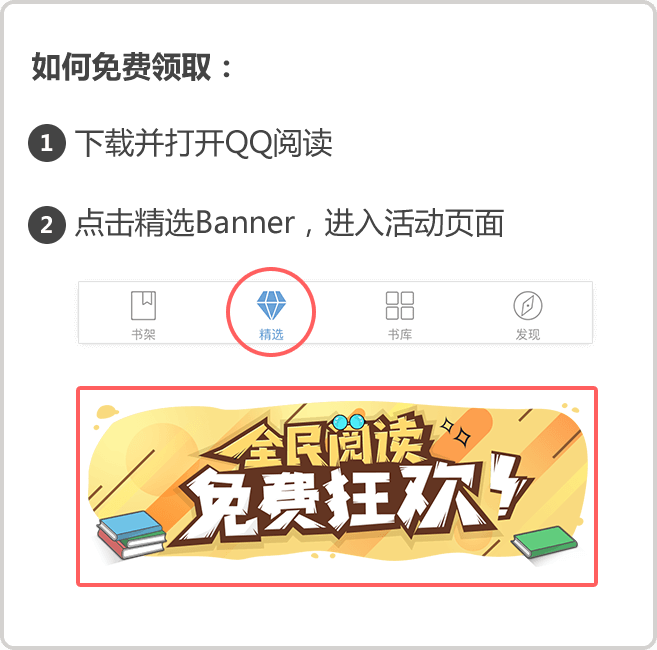 如何免费领取：
1 下载并打开QQ阅读
2 点击精选Banner，进入活动页面
书架 精选 书库 发现
全民阅读
免费狂欢